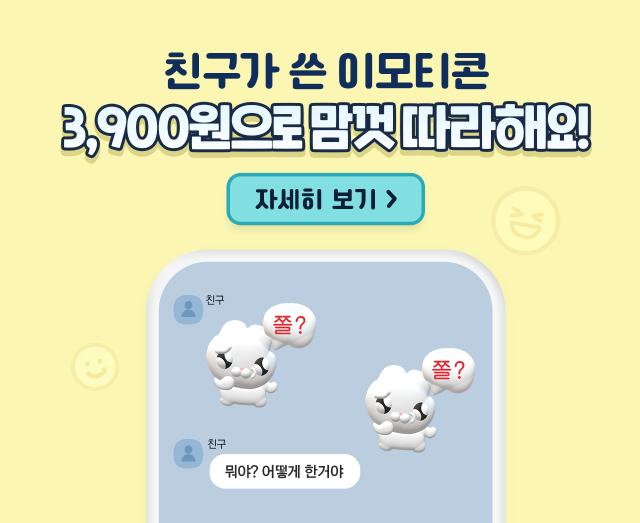 친구가 쓴 이모티콘
3,900원으로 맘껏 따라해요!
자세히 보기 >
친구
쫄?
쫄?
친구
뭐야? 어떻게 한거야